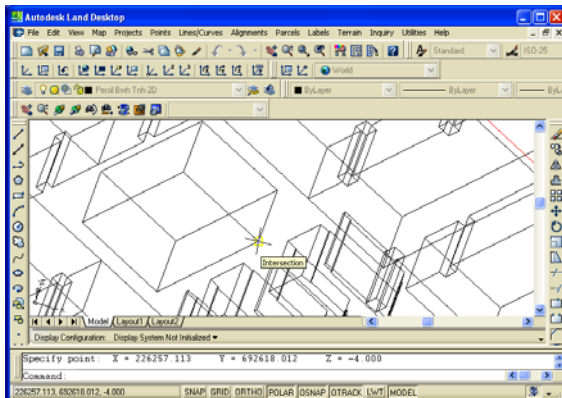 Autodesk Land Desktop
File Edit View Map Projects Points Lines/Curves Alignments Parcels Labels Terrain Inquiry Utilities Help
Standard ISO-25
World
2D ByLayer ByLayer ByL
Intersection
Model Layout1 Layout2
Display Configuration: Display System Not Initialized
Specify point: X = 226257.113 Y = 692618.012 Z = -4.000
Command:
226257.113, 692618.012, -4.000 SNAP GRID ORTHO POLAR OSNAP OTRACK LWT MODEL